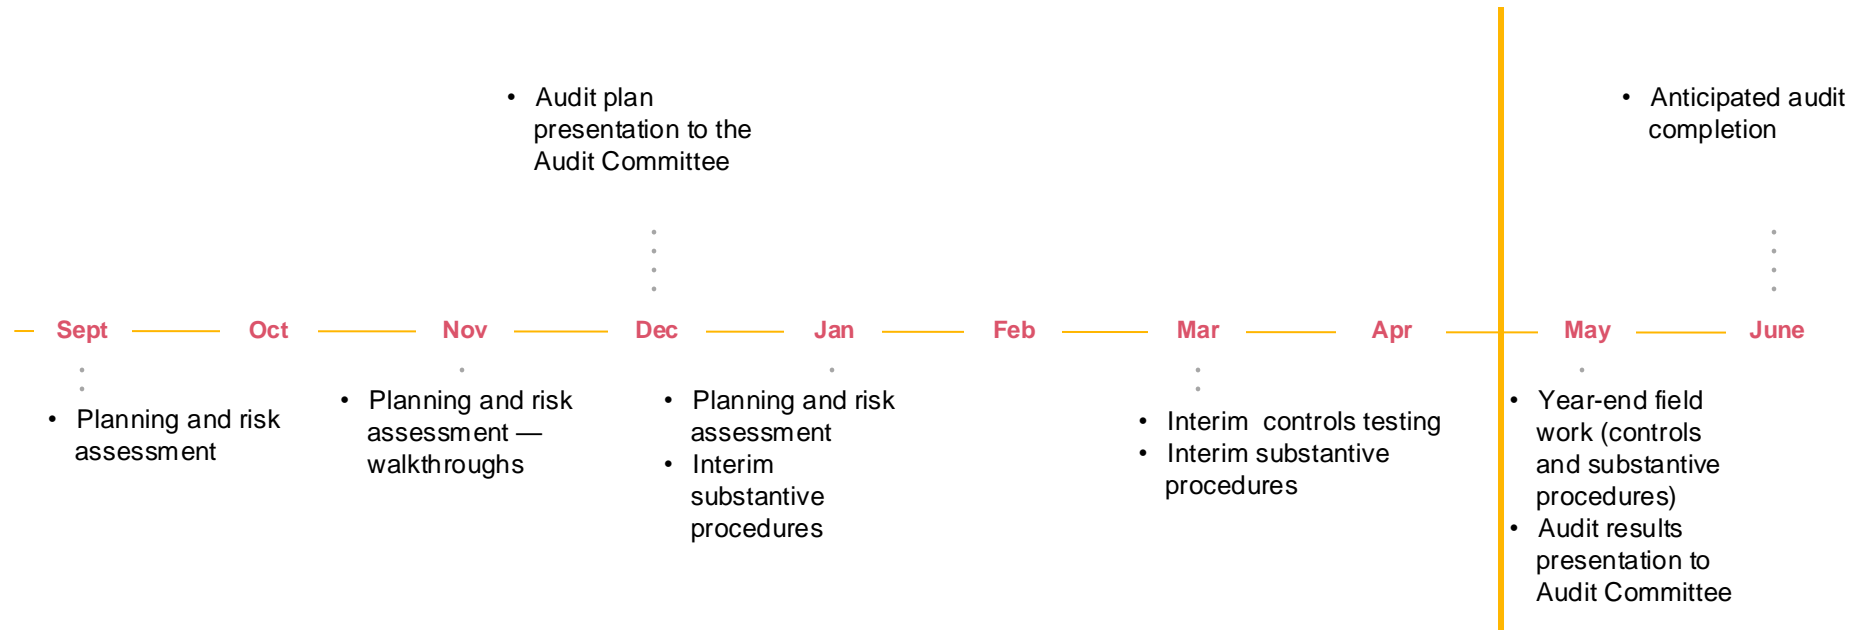 • Audit plan
presentation to the
Audit Committee
• Anticipated audit
completion
Sept Oct Nov Dec Jan Feb Mar Apr May June
• Planning and risk
assessment
• Planning and risk
assessment —
walkthroughs
• Planning and risk
assessment
• Interim
substantive
procedures
• Interim controls testing
• Interim substantive
procedures
• Year-end field
work (controls
and substantive
procedures)
• Audit results
presentation to
Audit Committee